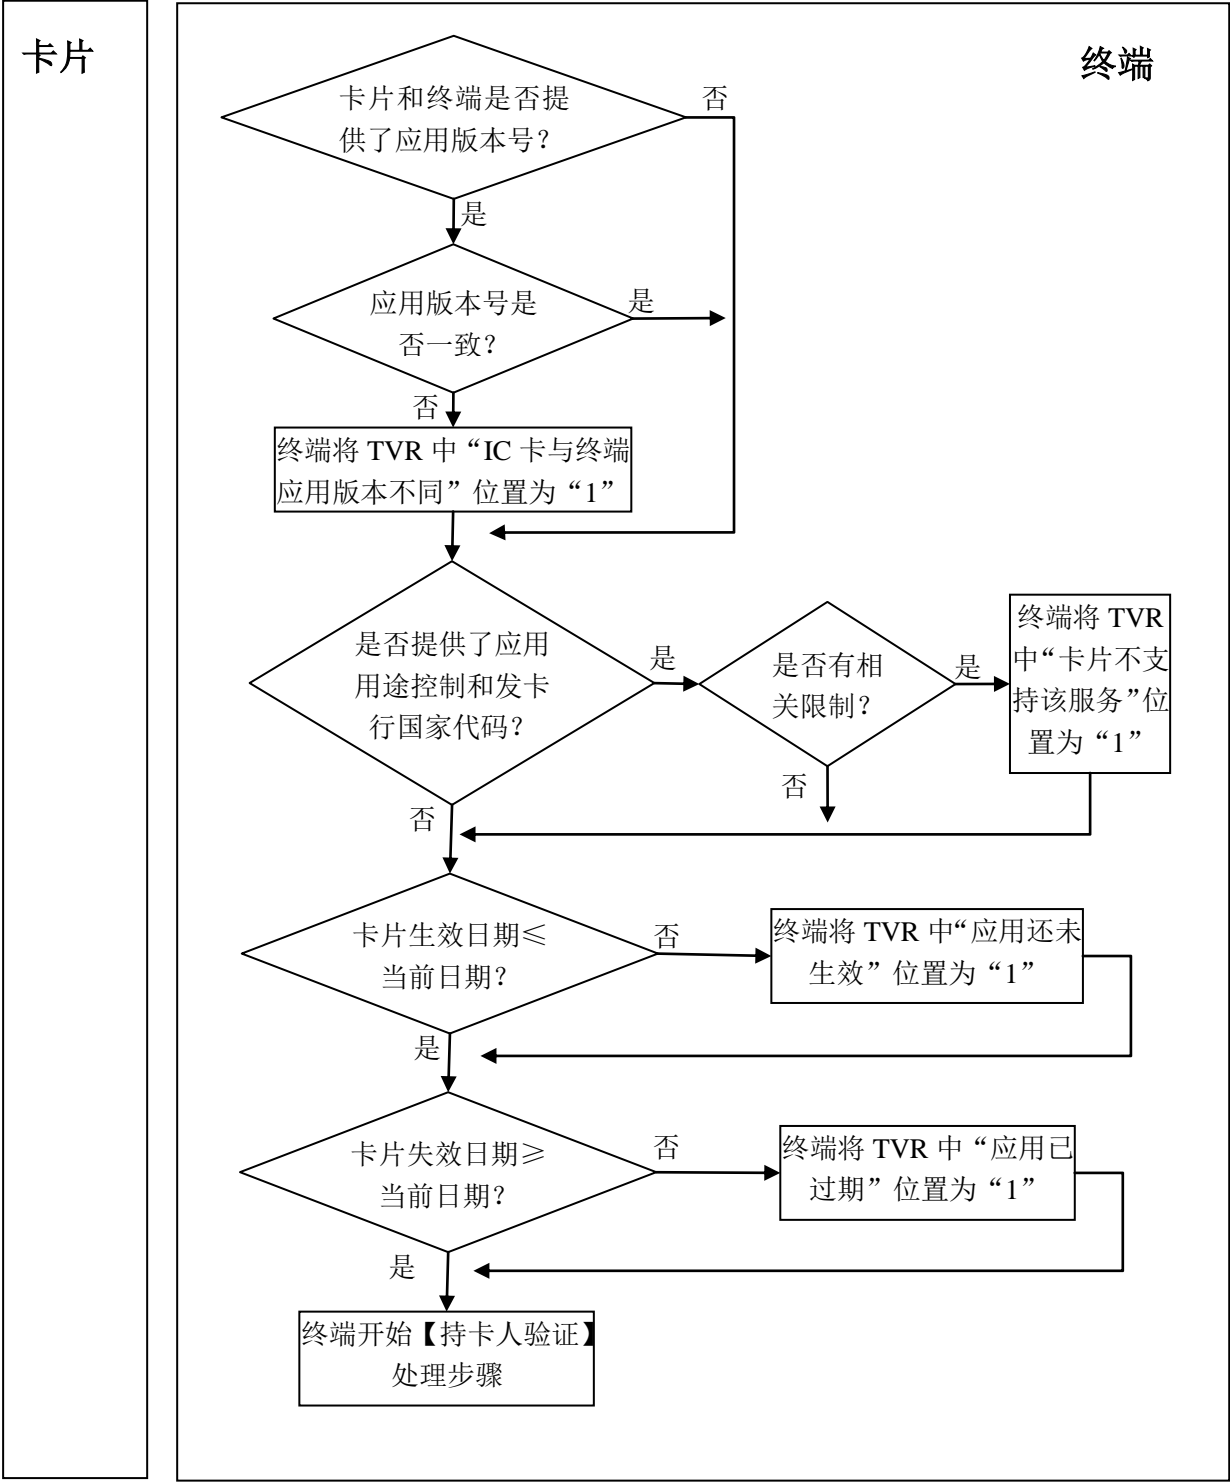 卡片
终端
卡片和终端是否提
供了应用版本号?
否
是
应用版本号是
否一致?
是
否
终端将 TVR 中“IC 卡与终端
应用版本不同”位置为“1”
是否提供了应用
用途控制和发卡
行国家代码?
是
是否有相
关限制?
是
终端将 TVR
中“卡片不支
持该服务”位
置为“1”
否
否
卡片生效日期≤
当前日期?
否
终端将 TVR 中“应用还未
生效”位置为“1”
是
卡片失效日期≥
当前日期?
否
终端将 TVR 中“应用已
过期”位置为“1”
是
终端开始【持卡人验证】
处理步骤